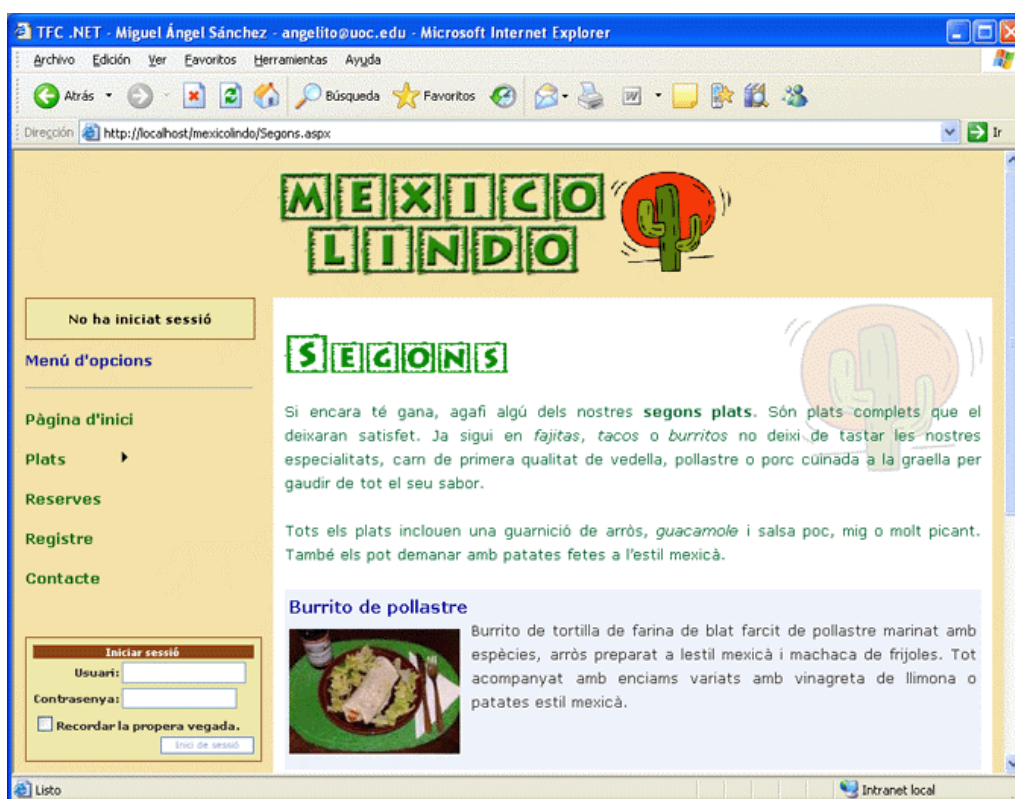 TFC .NET - Miguel Ángel Sánchez - angelito@uoc.edu - Microsoft Internet Explorer
Archivo Edición Ver Favoritos Herramientas Ayuda
Atrás Búsqueda Favoritos
Dirección http://localhost/mexicolindo/Segons.aspx Ir
MEXICO
LINDO
No ha iniciat sessió
Menú d'opcions
Pàgina d'inici
Plats
Reserves
Registre
Contacte
Iniciar sessió
Usuari:
Contrasenya:
Recordar la propera vegada.
Inici de sessió
SEGONS
Si encara té gana, agafi algú dels nostres segons plats. Són plats complets que el
deixaran satisfet. Ja sigui en fajitas, tacos o burritos no deixi de tastar les nostres
especialitats, carn de primera qualitat de vedella, pollastre o porc cuinada a la graella per
gaudir de tot el seu sabor.
Tots els plats inclouen una guarnició de arròs, guacamole i salsa poc, mig o molt picant.
També els pot demanar amb patates fetes a l'estil mexicà.
Burrito de pollastre
Burrito de tortilla de farina de blat farcit de pollastre marinat amb
espècies, arròs preparat a lestil mexicà i machaca de frijoles. Tot
acompanyat amb enciams variats amb vinagreta de llimona o
patates estil mexicà.
Listo
Intranet local